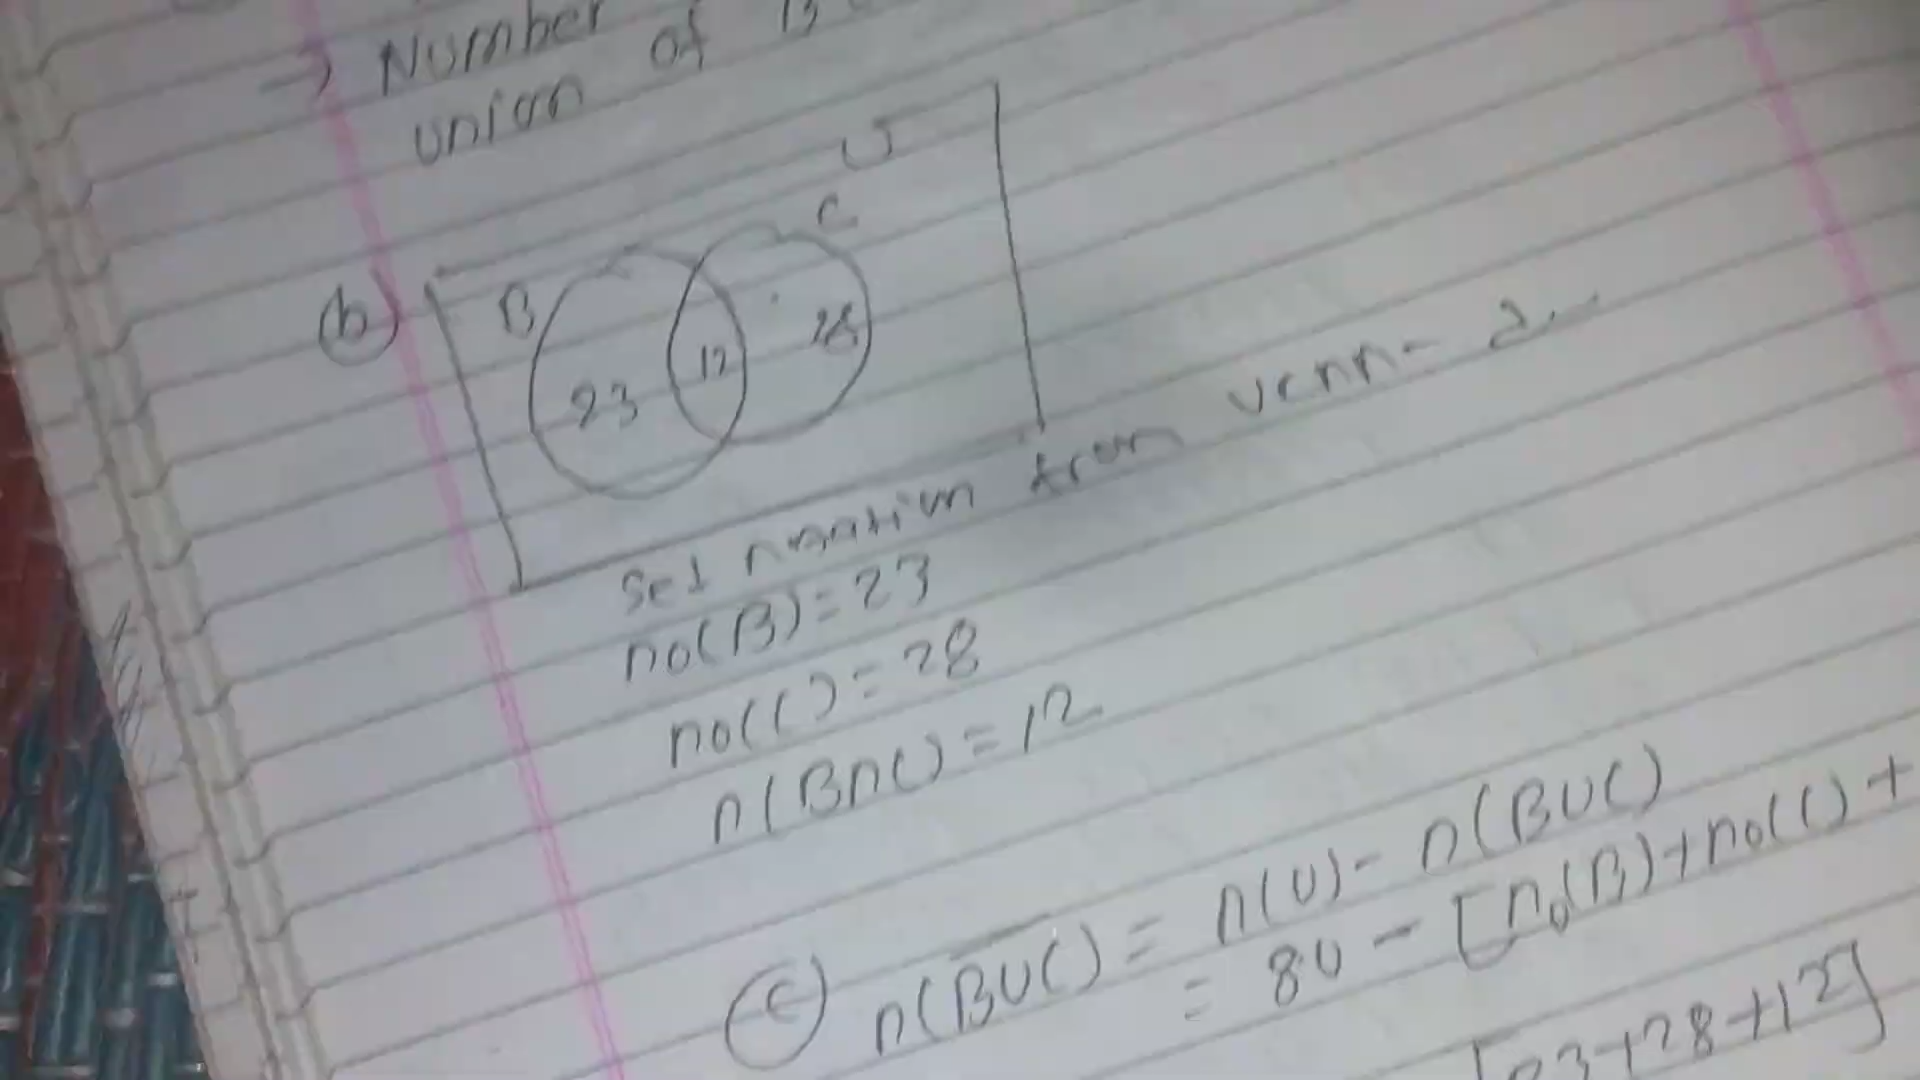 → Number
union of B
U
C
(b) B
23 12 28
Set notation from venn-
no(B)=23
no(C)=28
n(B∩C)=12
(c) n(B∪C)= n(U)- n(B∪C)
= 80 - [no(B)+no(C)+
[23+28+12]